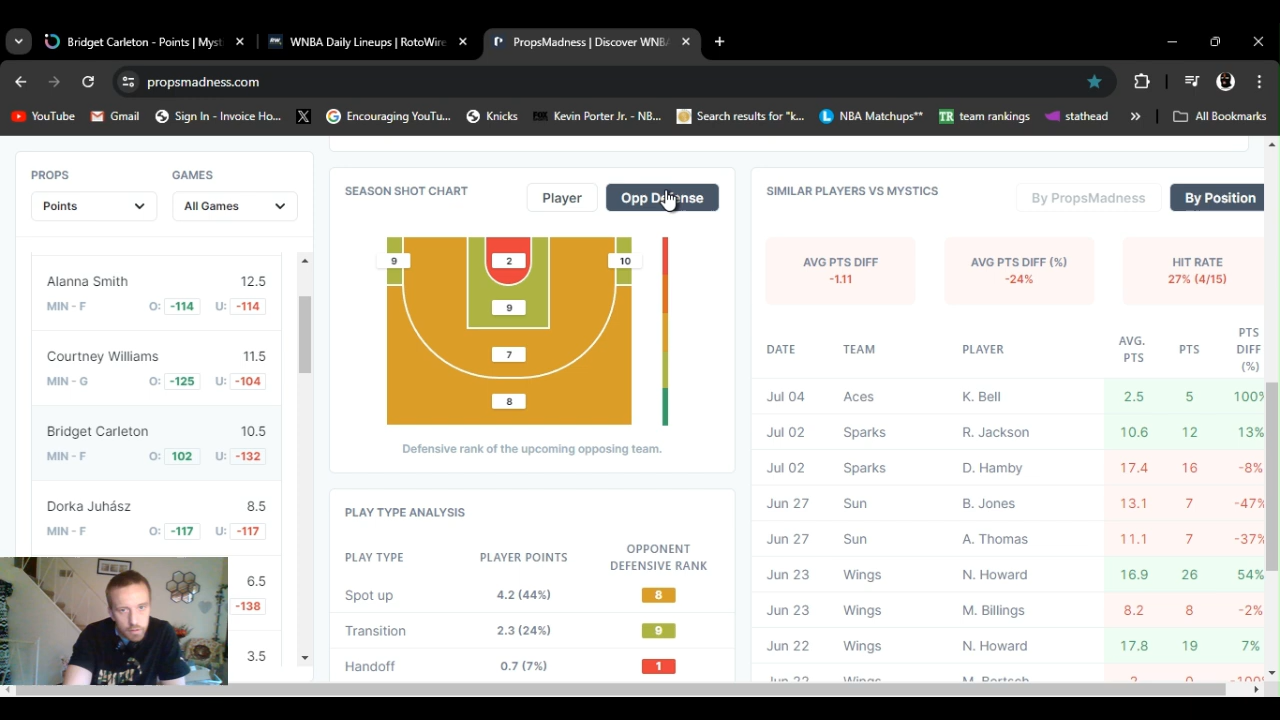 Bridget Carleton - Points | Myst
WNBA Daily Lineups | RotoWire
PropsMadness | Discover WNBA
propsmadness.com
YouTube
Gmail
Sign In - Invoice Ho...
Encouraging YouTu...
Knicks
Kevin Porter Jr. - NB...
Search results for "k...
NBA Matchups**
TR team rankings
stathead
All Bookmarks
PROPS
GAMES
Points
All Games
Alanna Smith 12.5
MIN - F O: -114 U: -114
Courtney Williams 11.5
MIN - G O: -125 U: -104
Bridget Carleton 10.5
MIN - F O: 102 U: -132
Dorka Juhász 8.5
MIN - F O: -117 U: -117
6.5
-138
3.5
SEASON SHOT CHART
Player
Opp Defense
9
2
10
9
7
8
Defensive rank of the upcoming opposing team.
PLAY TYPE ANALYSIS
PLAY TYPE PLAYER POINTS OPPONENT
DEFENSIVE RANK
Spot up 4.2 (44%) 8
Transition 2.3 (24%) 9
Handoff 0.7 (7%) 1
SIMILAR PLAYERS VS MYSTICS
By PropsMadness
By Position
AVG PTS DIFF
-1.11
AVG PTS DIFF (%)
-24%
HIT RATE
27% (4/15)
DATE TEAM PLAYER AVG.
PTS PTS PTS
DIFF
(%)
Jul 04 Aces K. Bell 2.5 5 100%
Jul 02 Sparks R. Jackson 10.6 12 13%
Jul 02 Sparks D. Hamby 17.4 16 -8%
Jun 27 Sun B. Jones 13.1 7 -47%
Jun 27 Sun A. Thomas 11.1 7 -37%
Jun 23 Wings N. Howard 16.9 26 54%
Jun 23 Wings M. Billings 8.2 8 -2%
Jun 22 Wings N. Howard 17.8 19 7%
Jun 22 Wings M. Bertsch 2 0 -100%